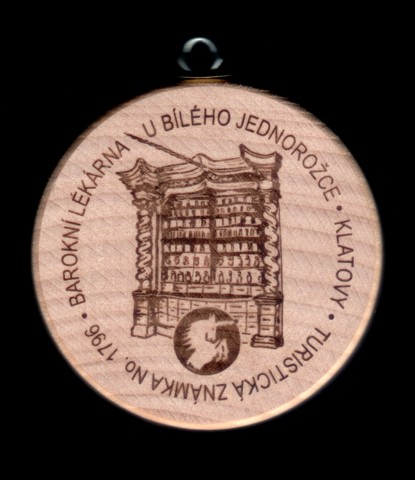 BAROKNÍ LÉKÁRNA U BÍLÉHO JEDNOROŽCE • KLATOVY • TURISTICKÁ ZNÁMKA No. 1796 •